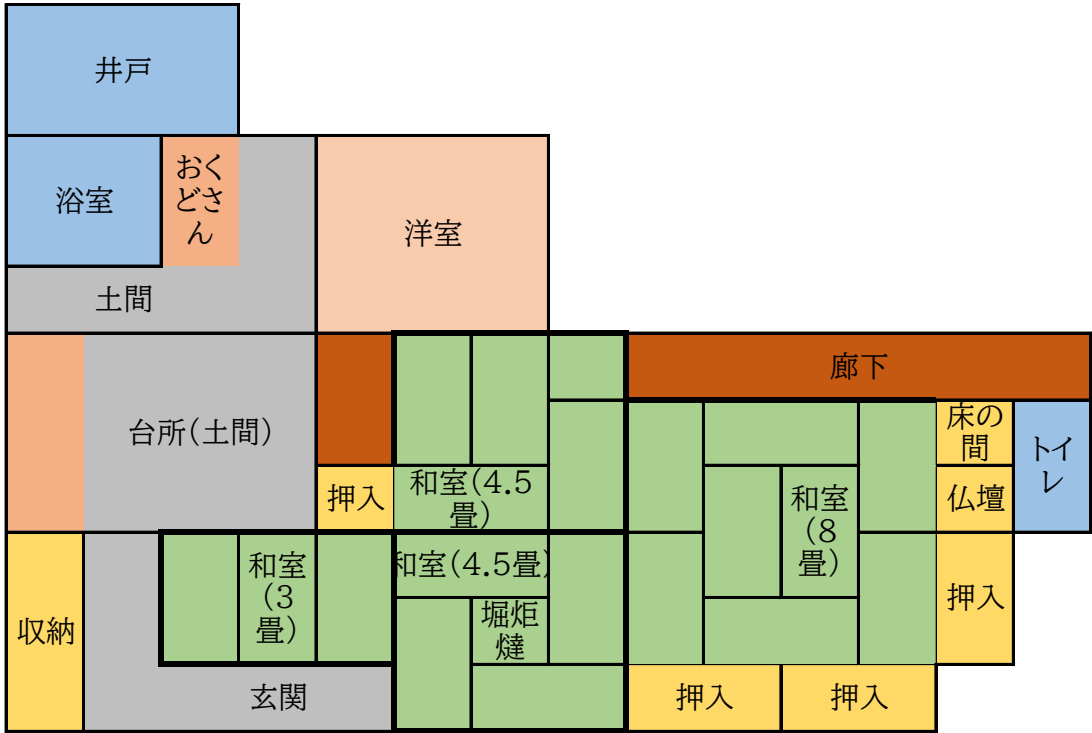 井戸
浴室
おく
どさ
ん
洋室
土間
廊下
台所(土間)
床の
間
トイ
レ
押入
和室(4.5
畳)
和室
(8
畳)
仏壇
収納
和室
(3
畳)
和室(4.5畳)
堀炬
燵
押入
玄関
押入
押入